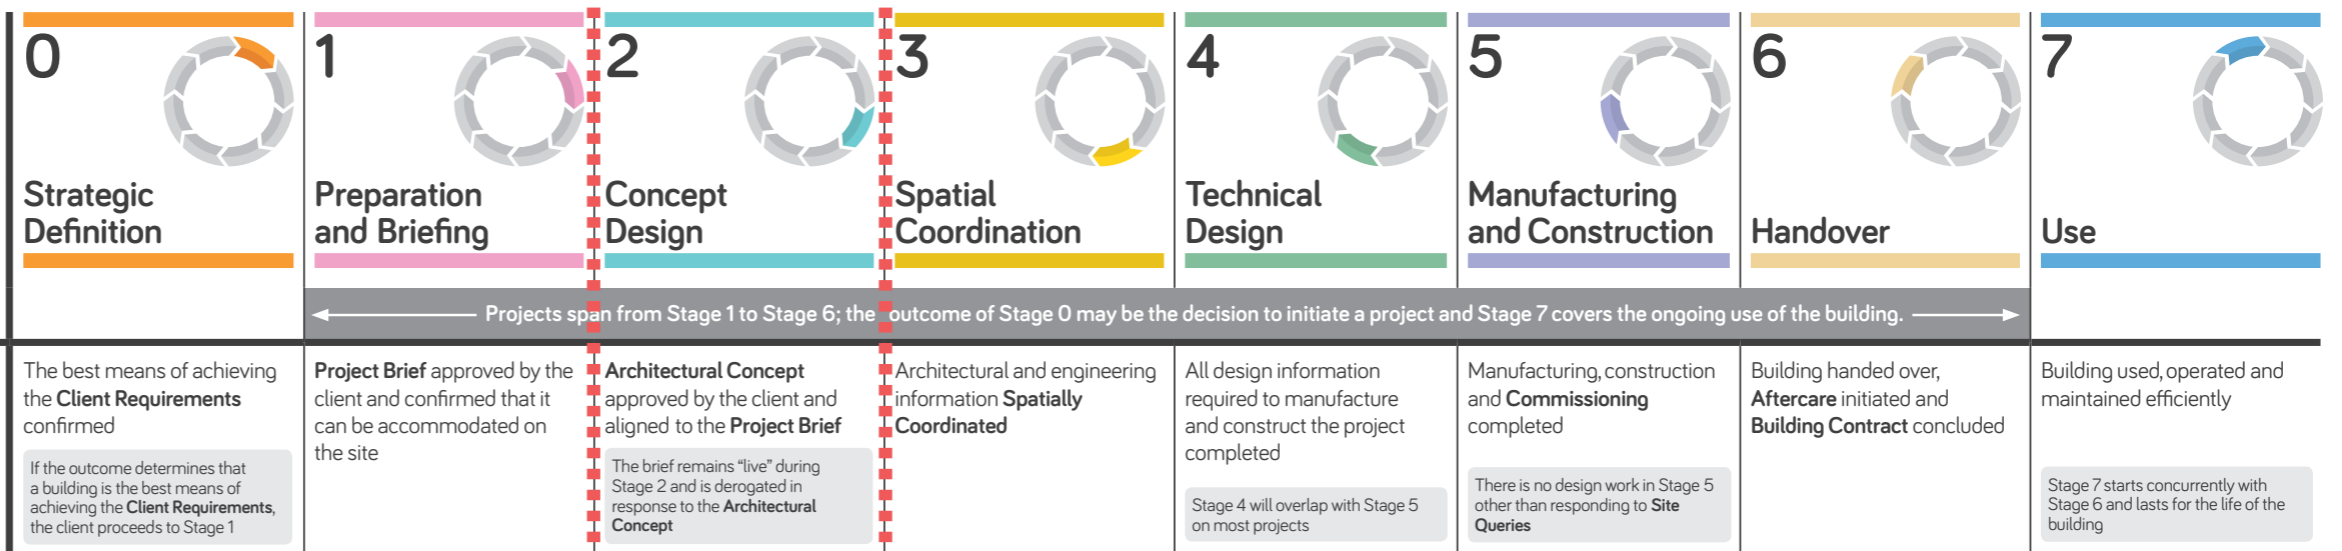 0
Strategic
Definition
1
Preparation
and Briefing
2
Concept
Design
3
Spatial
Coordination
4
Technical
Design
5
Manufacturing
and Construction
6
Handover
7
Use
Projects span from Stage 1 to Stage 6; the outcome of Stage 0 may be the decision to initiate a project and Stage 7 covers the ongoing use of the building.
The best means of achieving
the Client Requirements
confirmed
If the outcome determines that
a building is the best means of
achieving the Client Requirements,
the client proceeds to Stage 1
Project Brief approved by the
client and confirmed that it
can be accommodated on
the site
Architectural Concept
approved by the client and
aligned to the Project Brief
The brief remains “live” during
Stage 2 and is derogated in
response to the Architectural
Concept
Architectural and engineering
information Spatially
Coordinated
All design information
required to manufacture
and construct the project
completed
Stage 4 will overlap with Stage 5
on most projects
Manufacturing, construction
and Commissioning
completed
There is no design work in Stage 5
other than responding to Site
Queries
Building handed over,
Aftercare initiated and
Building Contract concluded
Building used, operated and
maintained efficiently
Stage 7 starts concurrently with
Stage 6 and lasts for the life of the
building